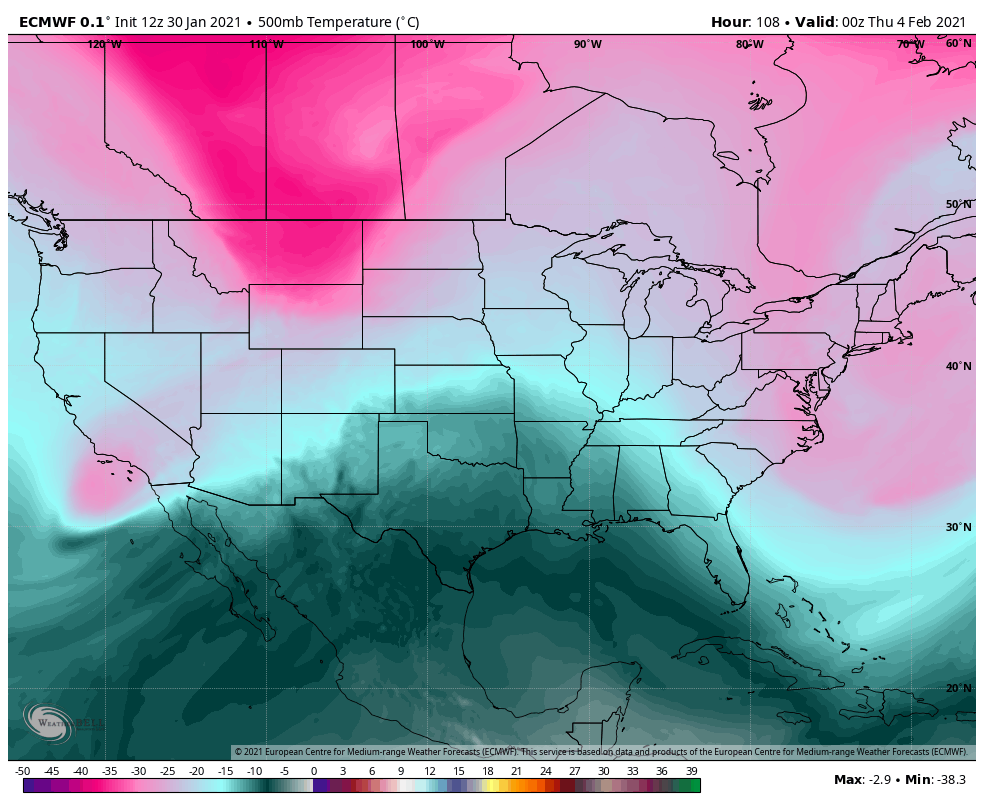 ECMWF 0.1° Init 12z 30 Jan 2021 • 500mb Temperature (°C)
Hour: 108 • Valid: 00z Thu 4 Feb 2021
120°W 110°W 100°W 90°W 80°W 70°W 60°N
50°N
40°N
30°N
20°N
WEATHERBELL
© 2021 European Centre for Medium-range Weather Forecasts (ECMWF). This service is based on data and products of the European Centre for Medium-range Weather Forecasts (ECMWF).
-50 -45 -40 -35 -30 -25 -20 -15 -10 -5 0 3 6 9 12 15 18 21 24 27 30 33 36 39
Max: -2.9 • Min: -38.3